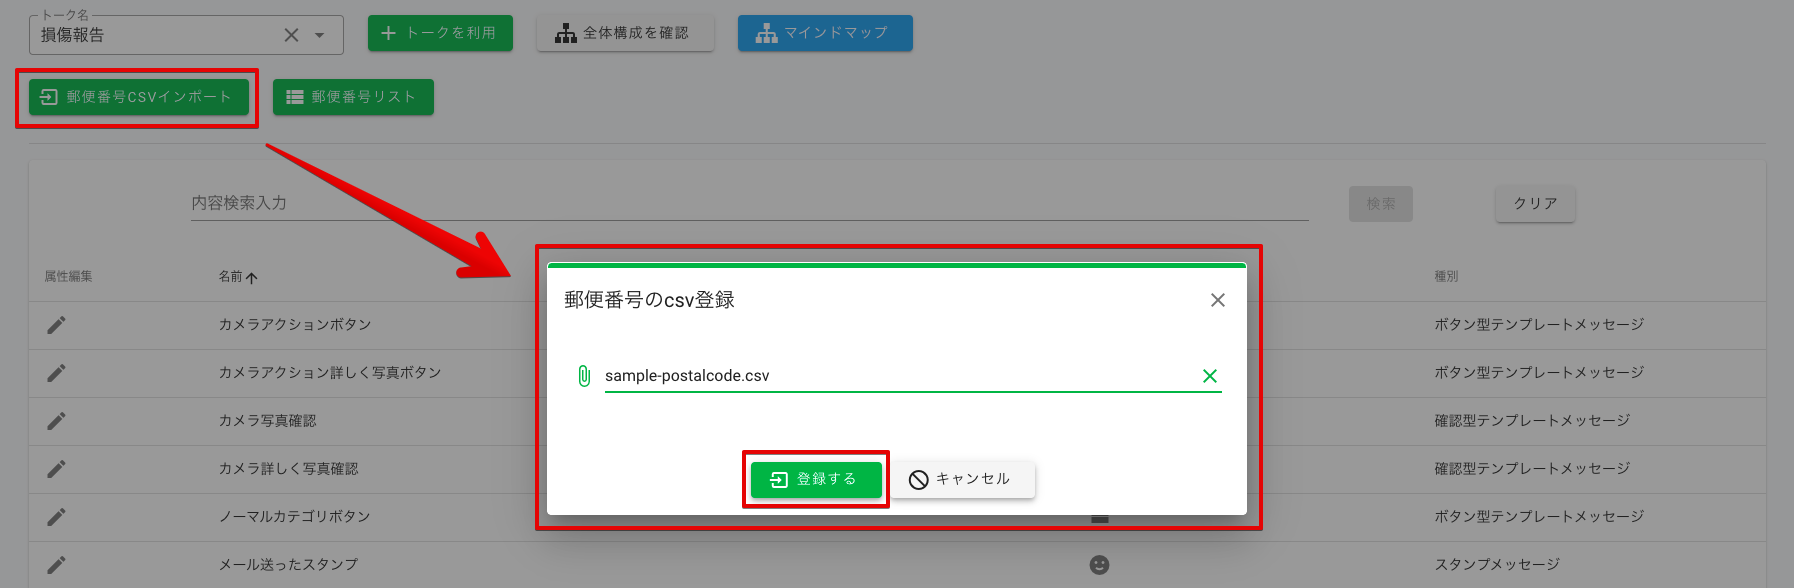 トーク名
損傷報告
トークを利用
全体構成を確認
マインドマップ
郵便番号CSVインポート
郵便番号リスト
内容検索入力
検索
クリア
属性編集
名前
種別
郵便番号のcsv登録
sample-postalcode.csv
登録する
キャンセル
カメラアクションボタン
ボタン型テンプレートメッセージ
カメラアクション詳しく写真ボタン
ボタン型テンプレートメッセージ
カメラ写真確認
確認型テンプレートメッセージ
カメラ詳しく写真確認
確認型テンプレートメッセージ
ノーマルカテゴリボタン
ボタン型テンプレートメッセージ
メール送ったスタンプ
スタンプメッセージ